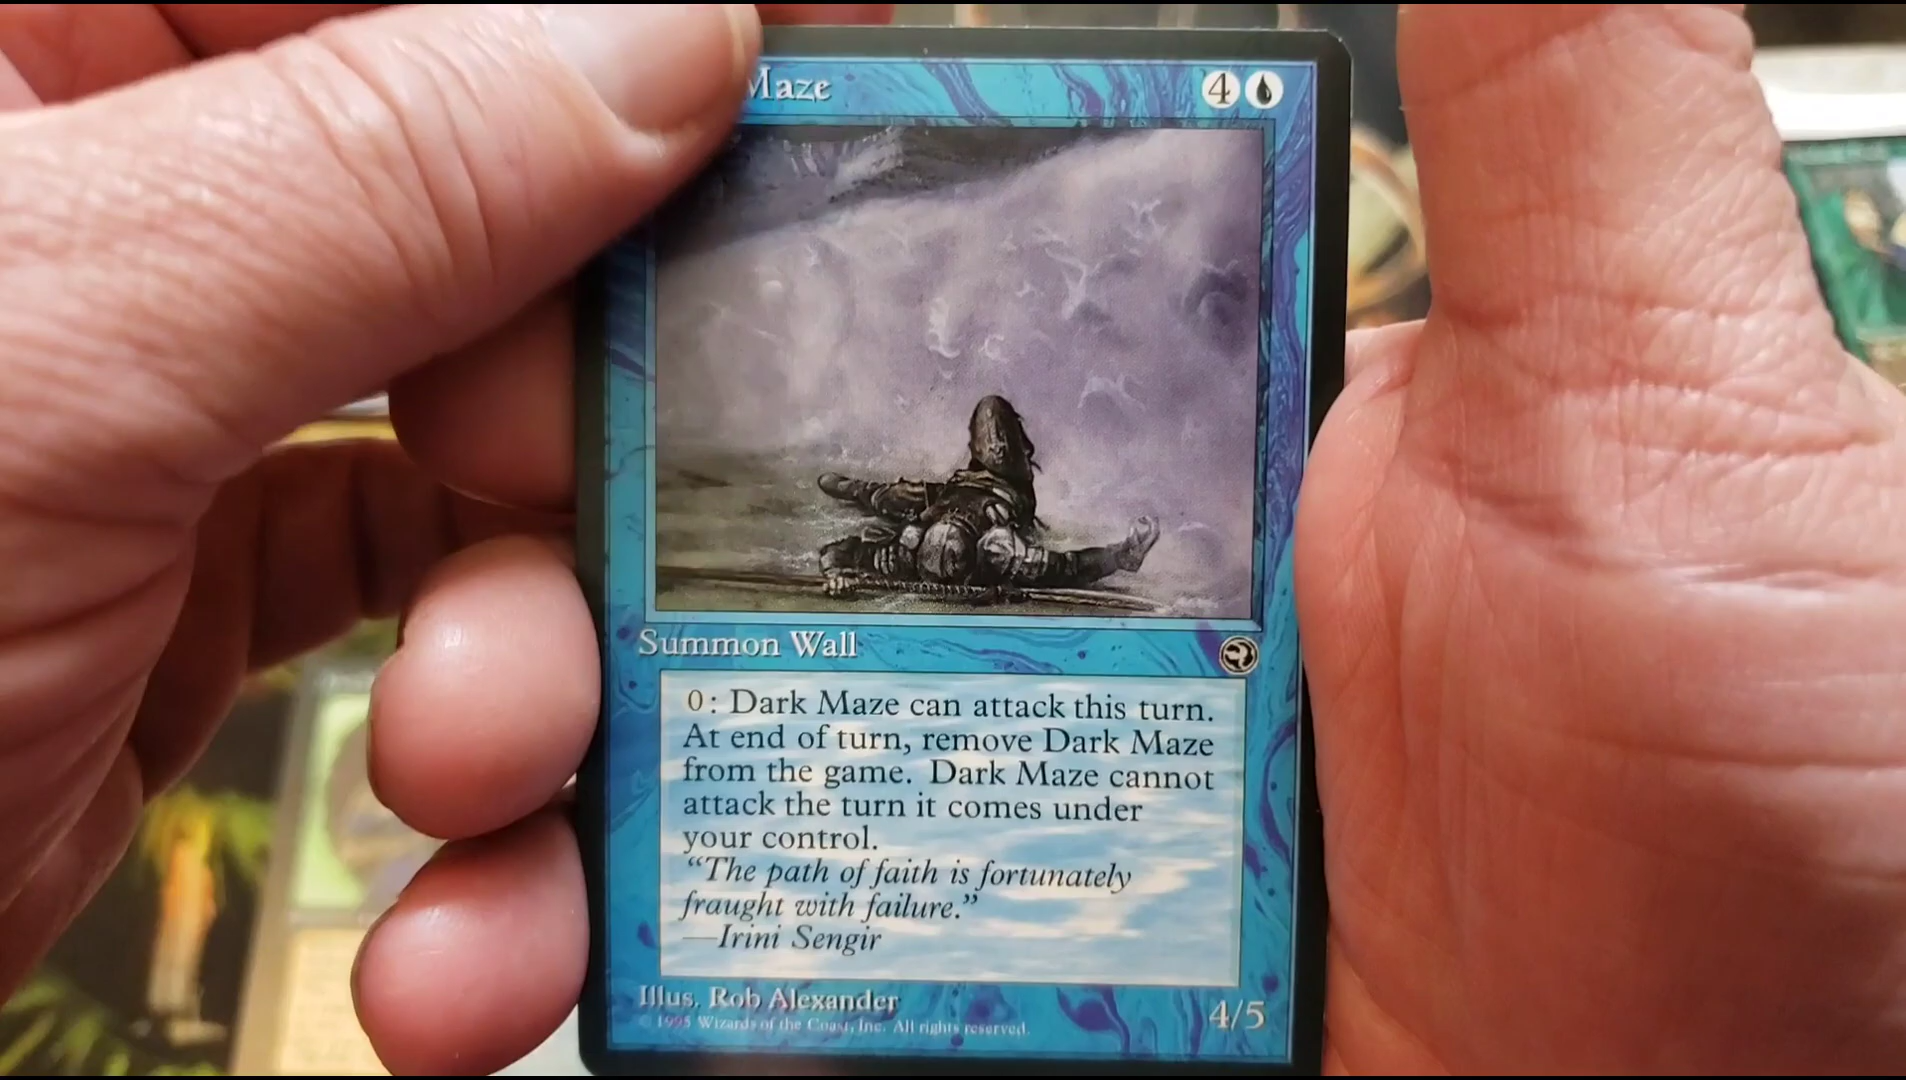 Maze
4
Summon Wall
0: Dark Maze can attack this turn.
At end of turn, remove Dark Maze
from the game. Dark Maze cannot
attack the turn it comes under
your control.
“The path of faith is fortunately
fraught with failure.”
—Irini Sengir
Illus. Rob Alexander
© 1995 Wizards of the Coast, Inc. All rights reserved.
4/5